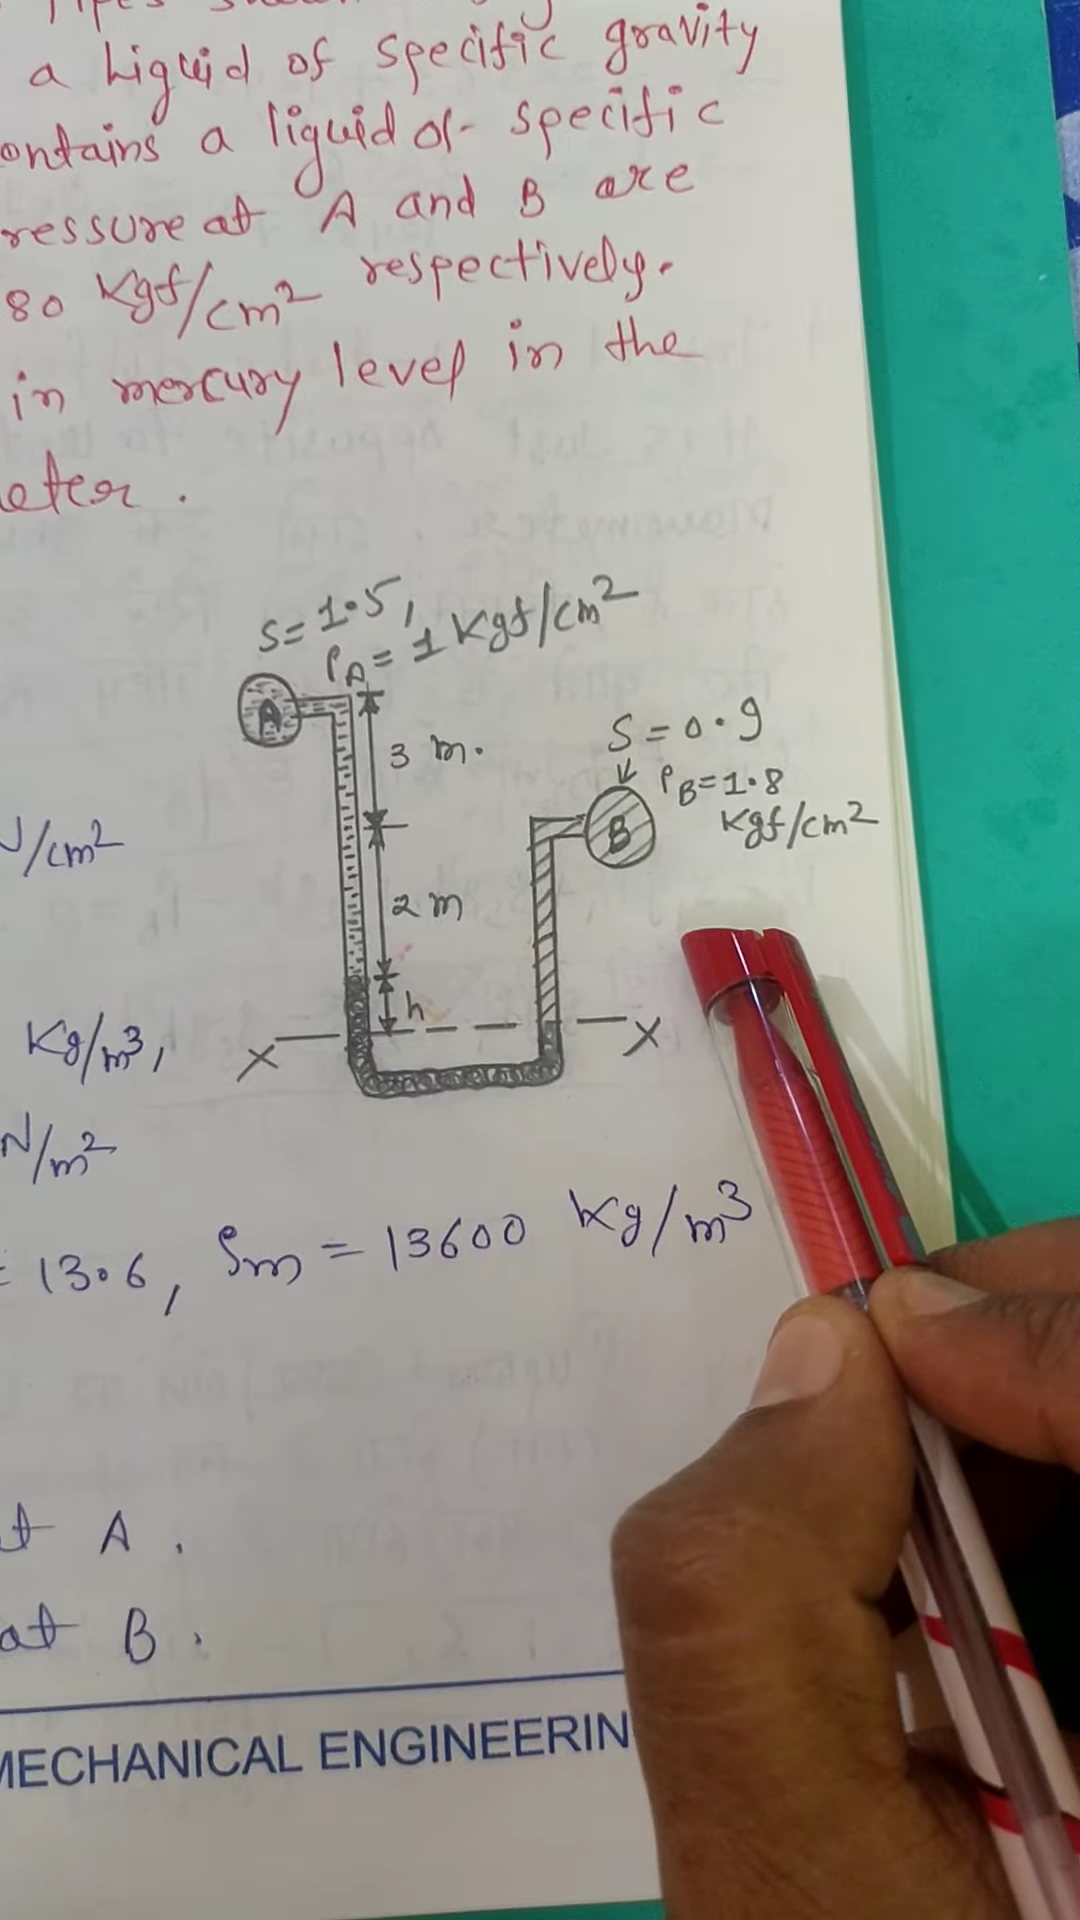 a liquid of specific gravity
ontains a liquid of specific
ressure at A and B are
80 Kgf/cm² respectively.
in mercury level in the
eter.
S = 1.5,
PA = 1 Kgf/cm²
A
3 m.
S = 0.9
PB = 1.8
Kgf/cm²
B
N/cm²
2 m
h
Kg/m³,
X
X
N/m²
= 13.6, ρm = 13600 kg/m³
t A.
at B.
MECHANICAL ENGINEERIN